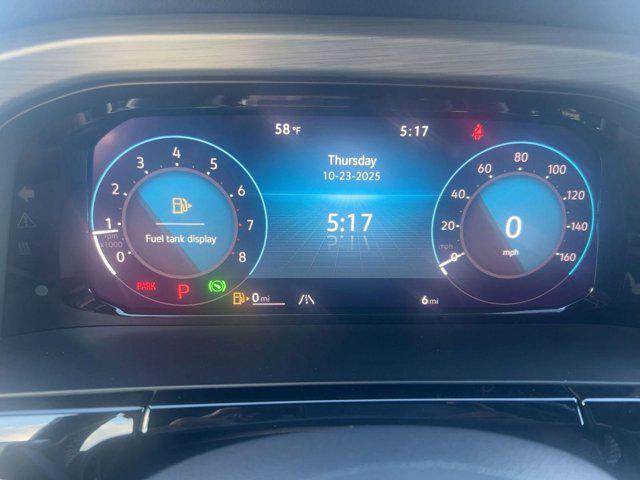 58 °F
5:17
Thursday
10-23-2025
5:17
0 1 2 3 4 5 6 7 8
rpm
x1000
Fuel tank display
0 20 40 60 80 100 120 140 160
0
mph
PARK
P
0 mi
6 mi